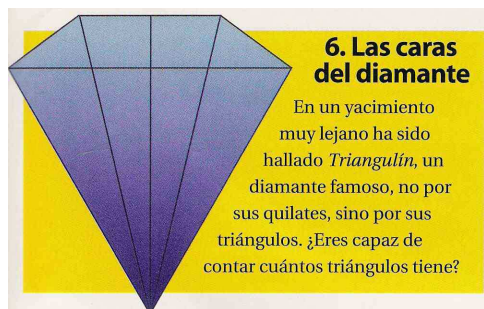 6. Las caras
del diamante
En un yacimiento
muy lejano ha sido
hallado Triangulín, un
diamante famoso, no por
sus quilates, sino por sus
triángulos. ¿Eres capaz de
contar cuántos triángulos tiene?